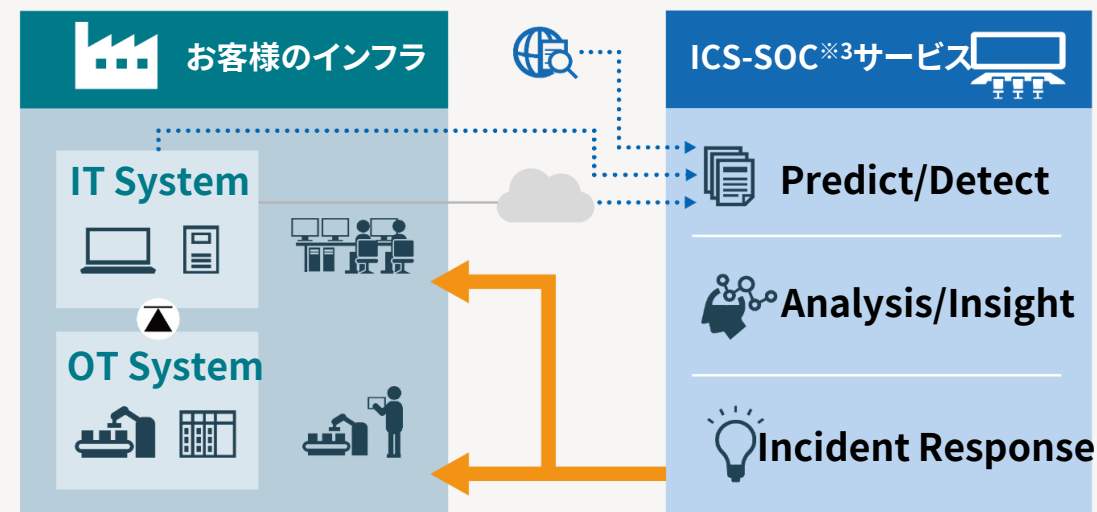 お客様のインフラ
ICS-SOC※3サービス
IT System
OT System
Predict/Detect
Analysis/Insight
Incident Response